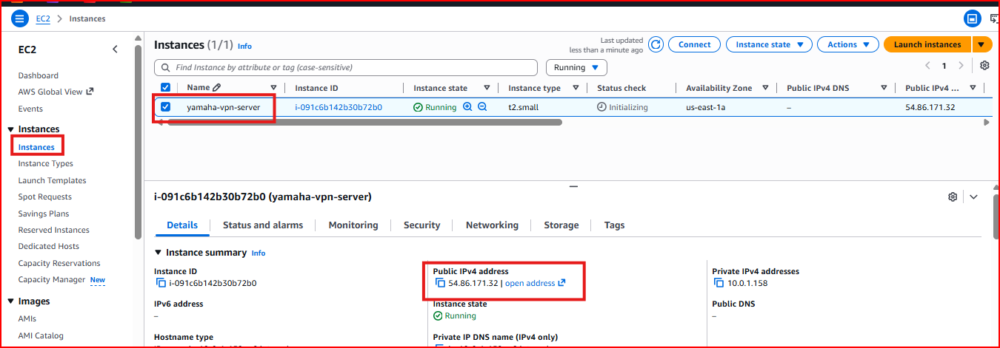 EC2 > Instances
EC2
Dashboard
AWS Global View
Events
Instances
Instances
Instance Types
Launch Templates
Spot Requests
Savings Plans
Reserved Instances
Dedicated Hosts
Capacity Reservations
Capacity Manager New
Images
AMIs
AMI Catalog
Instances (1/1) Info
Last updated
less than a minute ago
Connect
Instance state
Actions
Launch instances
Find Instance by attribute or tag (case-sensitive)
Running
1
Name Instance ID Instance state Instance type Status check Availability Zone Public IPv4 DNS Public IPv4 ...
yamaha-vpn-server i-091c6b142b30b72b0 Running t2.small Initializing us-east-1a – 54.86.171.32
i-091c6b142b30b72b0 (yamaha-vpn-server)
Details Status and alarms Monitoring Security Networking Storage Tags
Instance summary Info
Instance ID
i-091c6b142b30b72b0
Public IPv4 address
54.86.171.32 | open address
Private IPv4 addresses
10.0.1.158
IPv6 address
–
Instance state
Running
Public DNS
–
Hostname type
Private IP DNS name (IPv4 only)